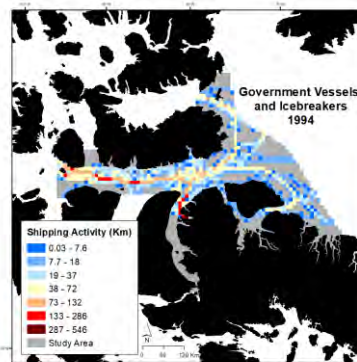 Government Vessels
and Icebreakers
1994
Shipping Activity (Km)
0.03 - 7.6
7.7 - 18
19 - 37
38 - 72
73 - 132
133 - 286
287 - 546
Study Area
N